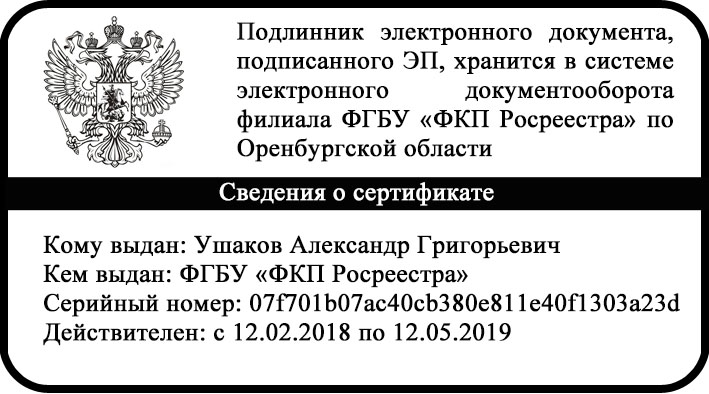 Подлинник электронного документа,
подписанного ЭП, хранится в системе
электронного документооборота
филиала ФГБУ «ФКП Росреестра» по
Оренбургской области
Сведения о сертификате
Кому выдан: Ушаков Александр Григорьевич
Кем выдан: ФГБУ «ФКП Росреестра»
Серийный номер: 07f701b07ac40cb380e811e40f1303a23d
Действителен: с 12.02.2018 по 12.05.2019